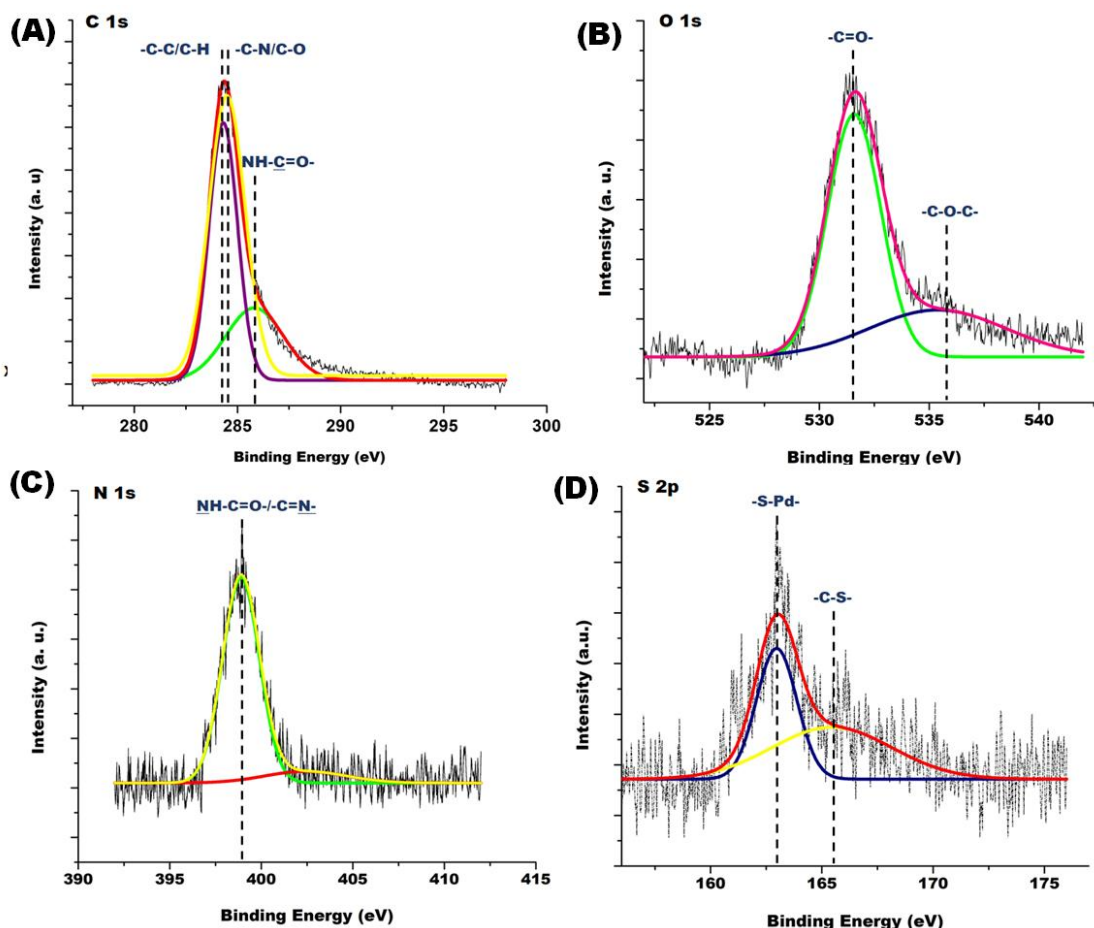 (A)
C 1s
-C-C/C-H
-C-N/C-O
NH-C=O-
Intensity (a. u)
280
285
290
295
300
Binding Energy (eV)
(B)
O 1s
-C=O-
-C-O-C-
Intensity (a. u.)
525
530
535
540
Binding Energy (eV)
(C)
N 1s
NH-C=O-/-C=N-
Intensity (a. u.)
390
395
400
405
410
415
Binding Energy (eV)
(D)
S 2p
-S-Pd-
-C-S-
Intensity (a.u.)
160
165
170
175
Binding Energy (eV)